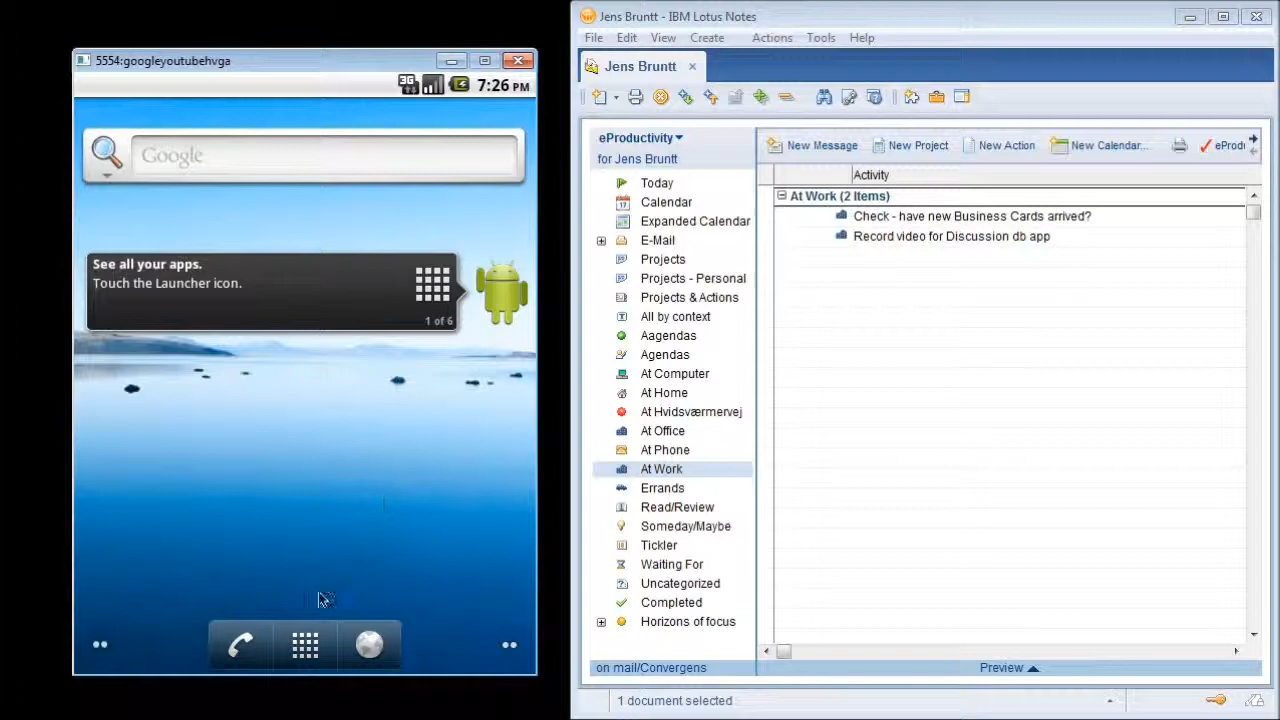 5554:googleyoutubehvga
3G
7:26 PM
Google
See all your apps.
Touch the Launcher icon.
1 of 6
Jens Bruntt - IBM Lotus Notes
File Edit View Create Actions Tools Help
Jens Bruntt
eProductivity
for Jens Bruntt
Today
17
Calendar
Expanded Calendar
E-Mail
Projects
Projects - Personal
Projects & Actions
All by context
Aagendas
Agendas
At Computer
At Home
At Hvidsværmervej
At Office
At Phone
At Work
Errands
Read/Review
Someday/Maybe
Tickler
Waiting For
Uncategorized
Completed
Horizons of focus
on mail/Convergens
New Message New Project New Action New Calendar... eProdu
Activity
At Work (2 Items)
Check - have new Business Cards arrived?
Record video for Discussion db app
Preview
1 document selected